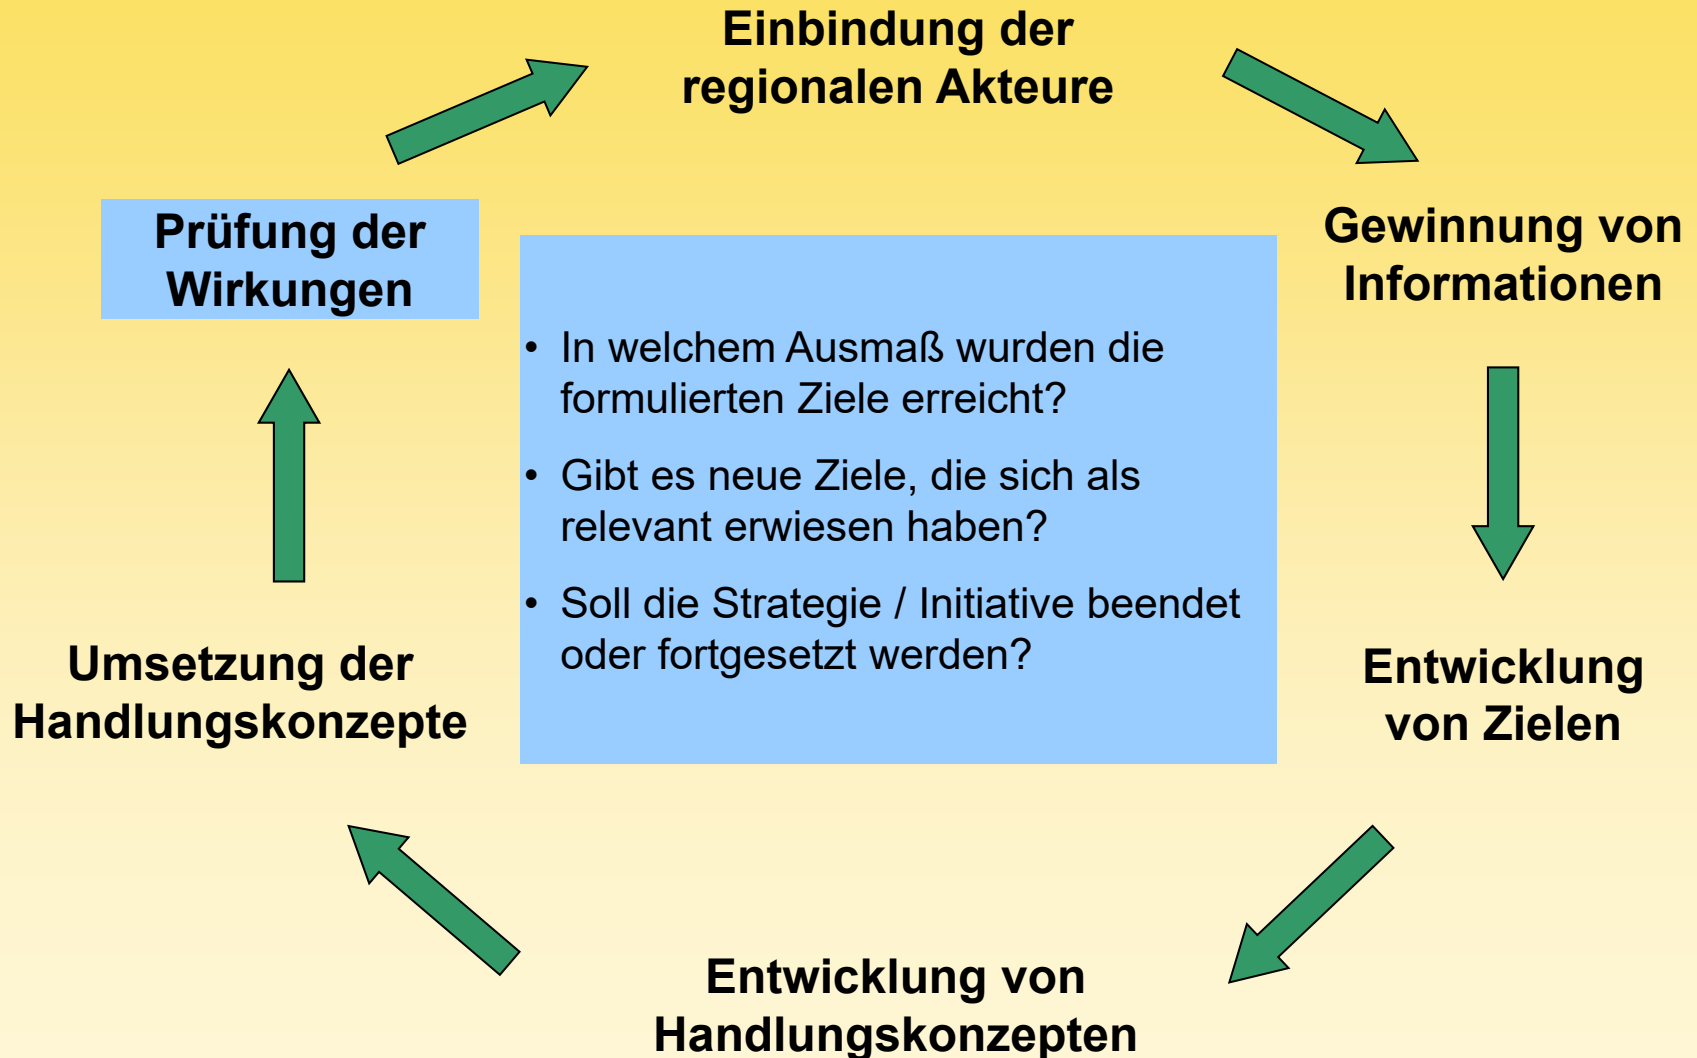 Einbindung der
regionalen Akteure
Prüfung der
Wirkungen
Gewinnung von
Informationen
• In welchem Ausmaß wurden die
formulierten Ziele erreicht?
• Gibt es neue Ziele, die sich als
relevant erwiesen haben?
• Soll die Strategie / Initiative beendet
oder fortgesetzt werden?
Umsetzung der
Handlungskonzepte
Entwicklung
von Zielen
Entwicklung von
Handlungskonzepten